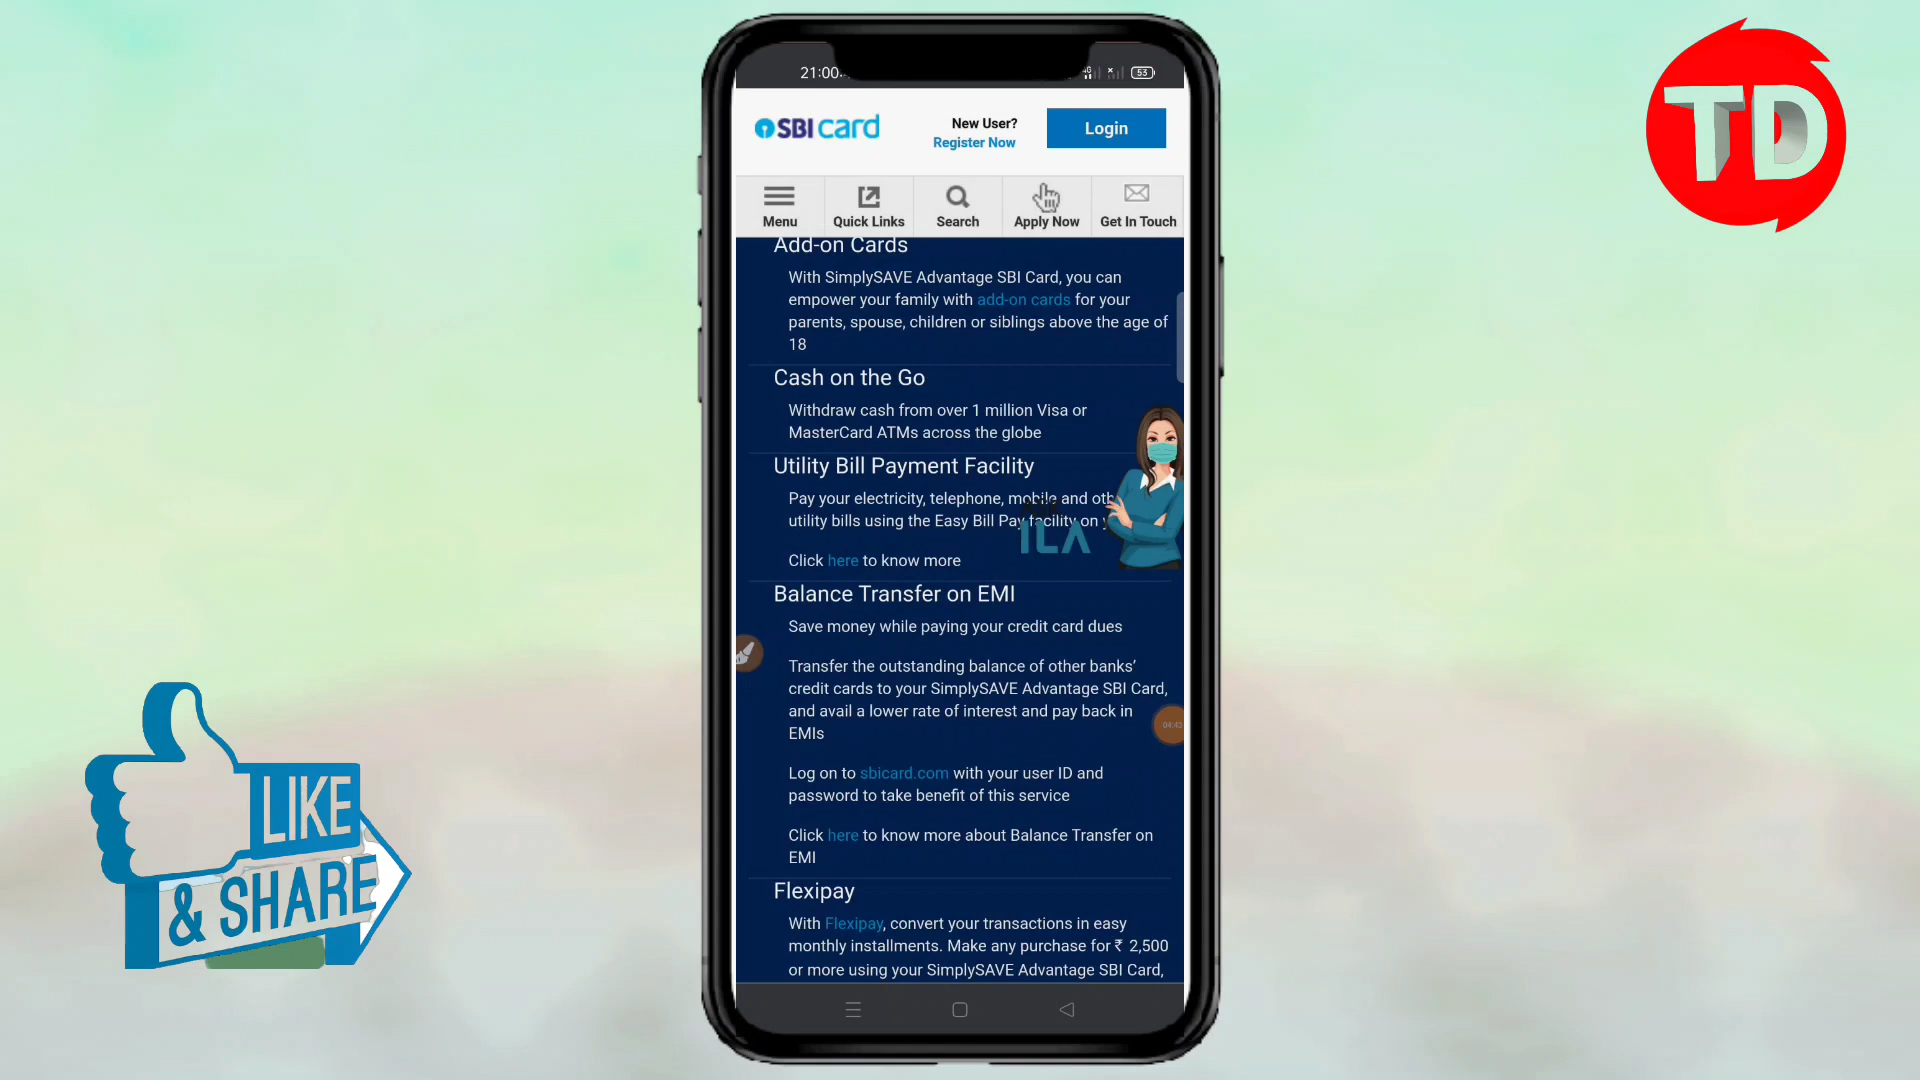 21:00
53
SBI card
New User?
Register Now
Login
Menu
Quick Links
Search
Apply Now
Get In Touch
Add-on Cards
With SimplySAVE Advantage SBI Card, you can
empower your family with add-on cards for your
parents, spouse, children or siblings above the age of
18
Cash on the Go
Withdraw cash from over 1 million Visa or
MasterCard ATMs across the globe
Utility Bill Payment Facility
Pay your electricity, telephone, mobile and oth
utility bills using the Easy Bill Pay facility on y
ILA
Click here to know more
Balance Transfer on EMI
Save money while paying your credit card dues
Transfer the outstanding balance of other banks’
credit cards to your SimplySAVE Advantage SBI Card,
and avail a lower rate of interest and pay back in
EMIs
04:43
Log on to sbicard.com with your user ID and
password to take benefit of this service
Click here to know more about Balance Transfer on
EMI
Flexipay
With Flexipay, convert your transactions in easy
monthly installments. Make any purchase for ₹ 2,500
or more using your SimplySAVE Advantage SBI Card,
TD
LIKE
& SHARE